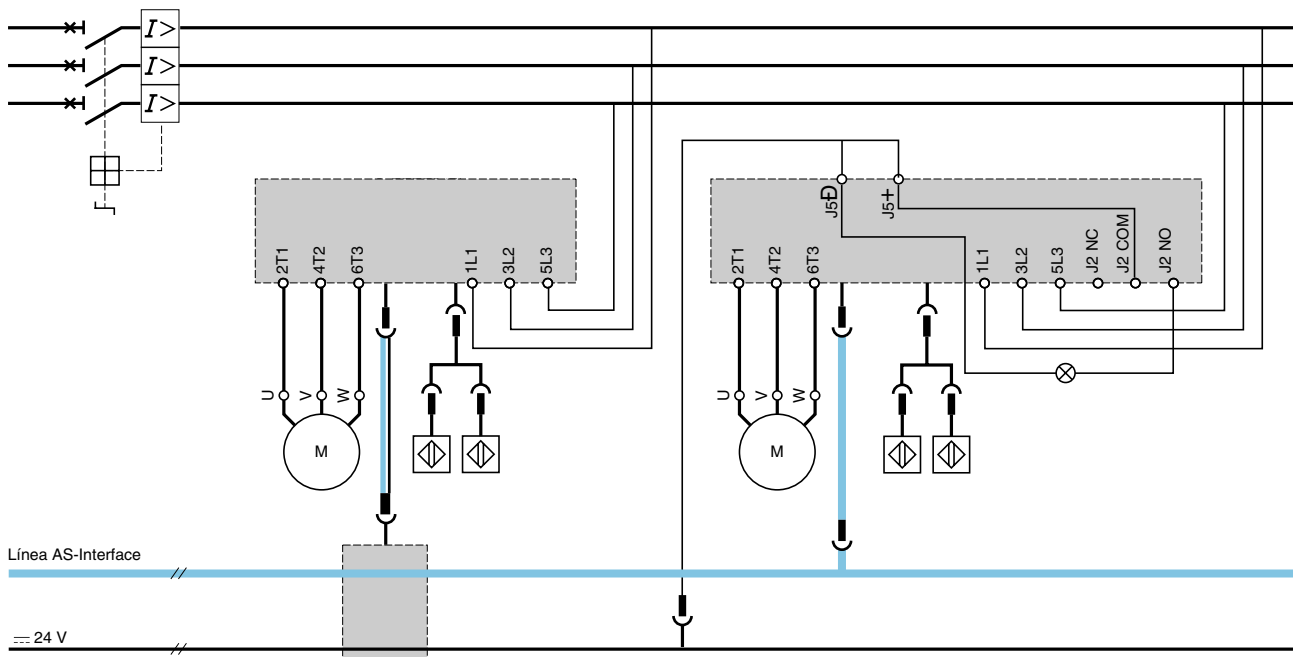 I >
I >
I >
J5D
J5+
2T1
4T2
6T3
1L1
3L2
5L3
2T1
4T2
6T3
1L1
3L2
5L3
J2 NC
J2 COM
J2 NO
U
V
W
U
V
W
M
M
Línea AS-Interface
24 V